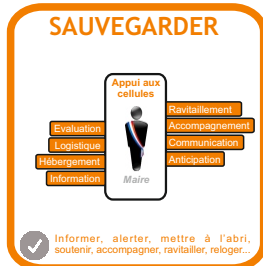 SAUVEGARDER
Appui aux
cellules
Ravitaillement
Evaluation
Accompagnement
Logistique
Communication
Hébergement
Anticipation
Information
Maire
Informer, alerter, mettre à l'abri,
soutenir, accompagner, ravitailler, reloger...